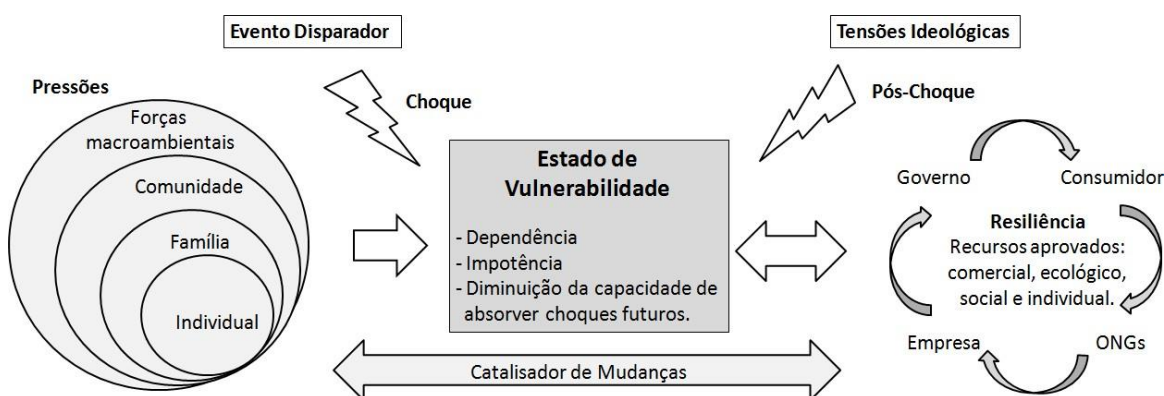 Evento Disparador
Tensões Ideológicas
Pressões
Choque
Pós-Choque
Forças
macroambientais
Comunidade
Família
Individual
Estado de
Vulnerabilidade
- Dependência
- Impotência
- Diminuição da capacidade de
absorver choques futuros.
Governo
Consumidor
Resiliência
Recursos aprovados:
comercial, ecológico,
social e individual.
Empresa
ONGs
Catalisador de Mudanças